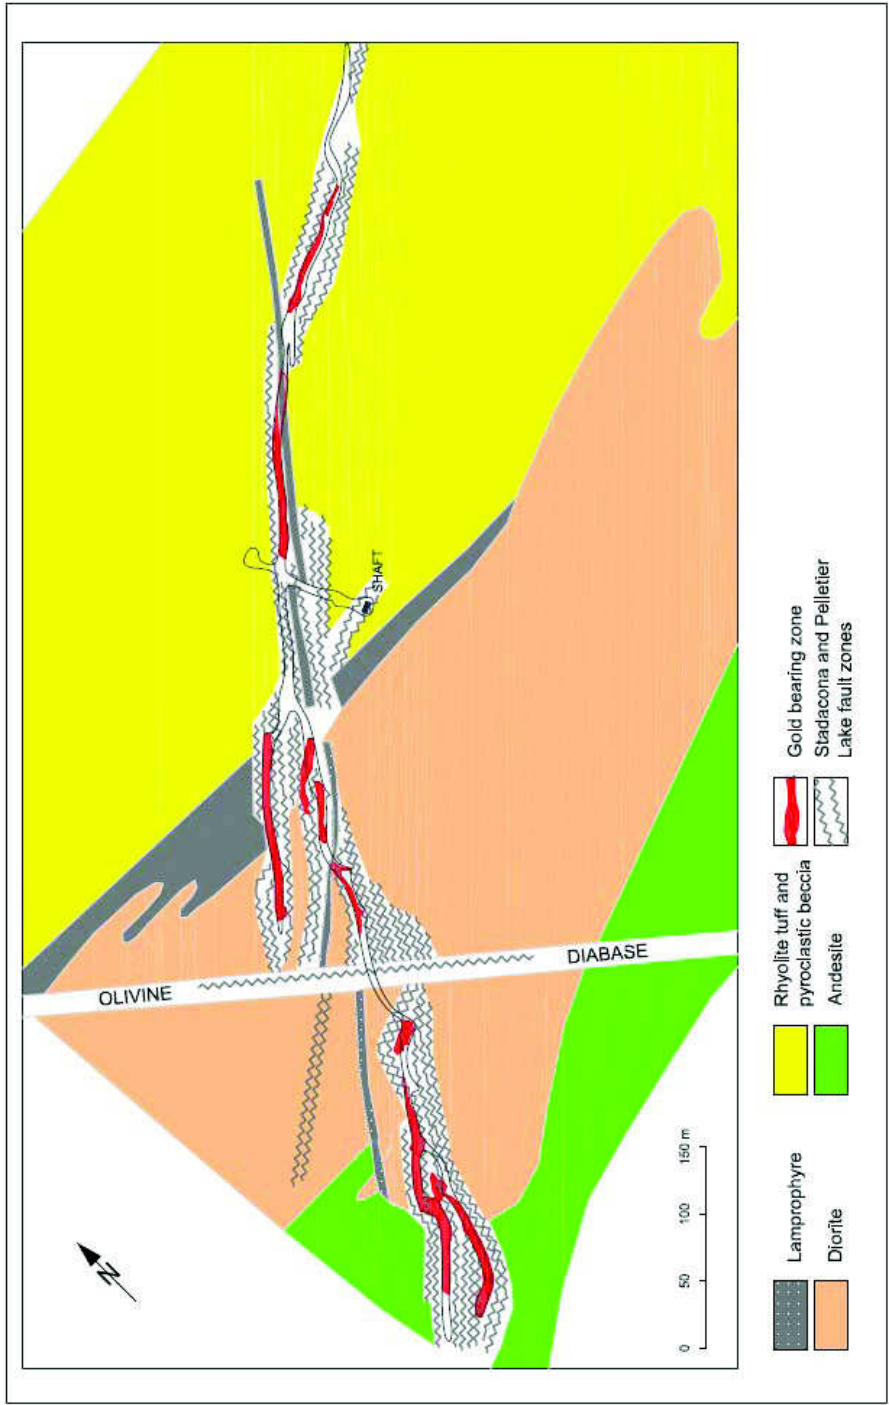 N
OLIVINE
DIABASE
SHAFT
0
50
100
150 m
Lamprophyre
Diorite
Rhyolite tuff and
pyroclastic beccia
Andesite
Gold bearing zone
Stadacona and Pelletier
Lake fault zones